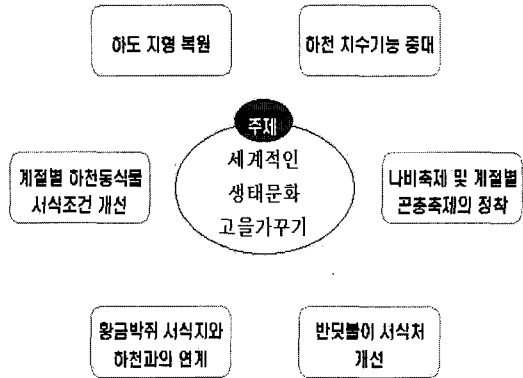 하도 지형 복원
하천 치수기능 증대
주제
세계적인
생태문화
고을가꾸기
계절별 하천동식물
서식조건 개선
나비축제 및 계절별
곤충축제의 정착
황금박쥐 서식지와
하천과의 연계
반딧불이 서식처
개선